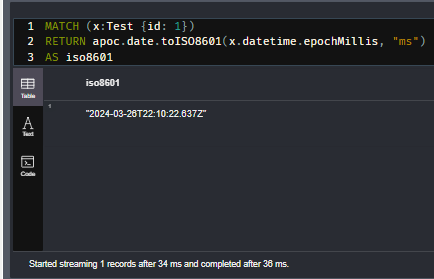 1 MATCH (x:Test {id: 1})
2 RETURN apoc.date.toISO8601(x.datetime.epochMillis, "ms")
3 AS iso8601
iso8601
Table
1
"2024-03-26T22:10:22.637Z"
A
Text
Code
Started streaming 1 records after 34 ms and completed after 36 ms.